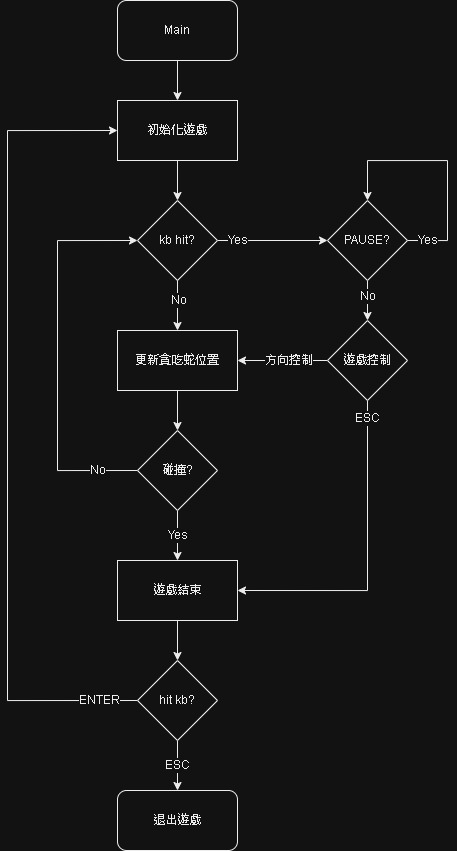 Main
初始化遊戲
kb hit?
Yes
PAUSE?
Yes
No
No
更新貪吃蛇位置
方向控制
遊戲控制
ESC
No
碰撞?
Yes
遊戲結束
ENTER
hit kb?
ESC
退出遊戲